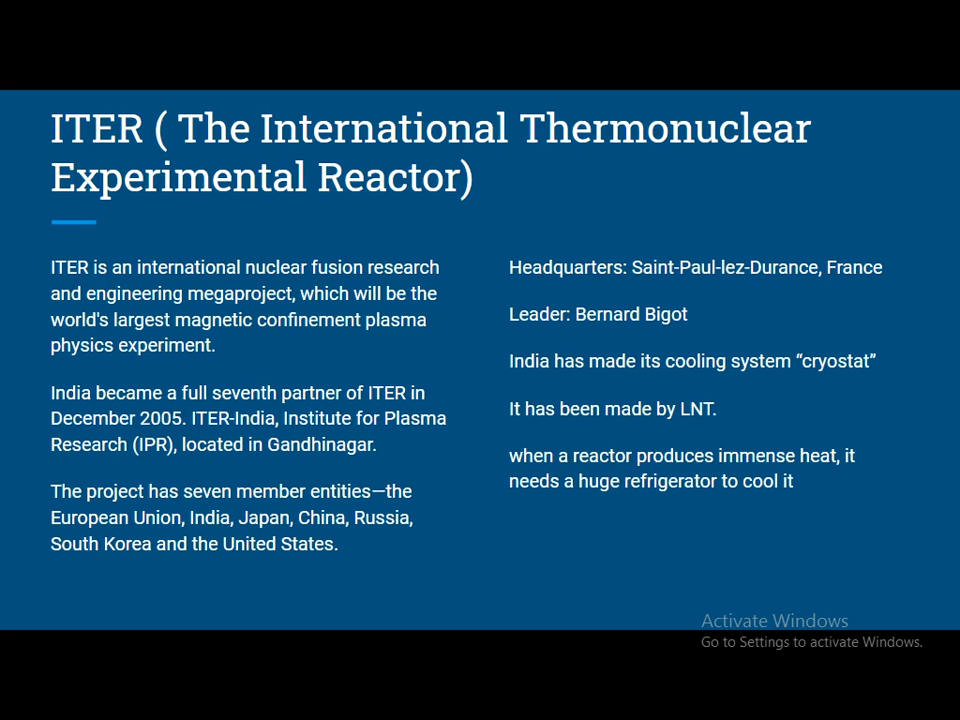 ITER ( The International Thermonuclear
Experimental Reactor)
ITER is an international nuclear fusion research
and engineering megaproject, which will be the
world's largest magnetic confinement plasma
physics experiment.
India became a full seventh partner of ITER in
December 2005. ITER-India, Institute for Plasma
Research (IPR), located in Gandhinagar.
The project has seven member entities—the
European Union, India, Japan, China, Russia,
South Korea and the United States.
Headquarters: Saint-Paul-lez-Durance, France
Leader: Bernard Bigot
India has made its cooling system “cryostat”
It has been made by LNT.
when a reactor produces immense heat, it
needs a huge refrigerator to cool it
Activate Windows
Go to Settings to activate Windows.